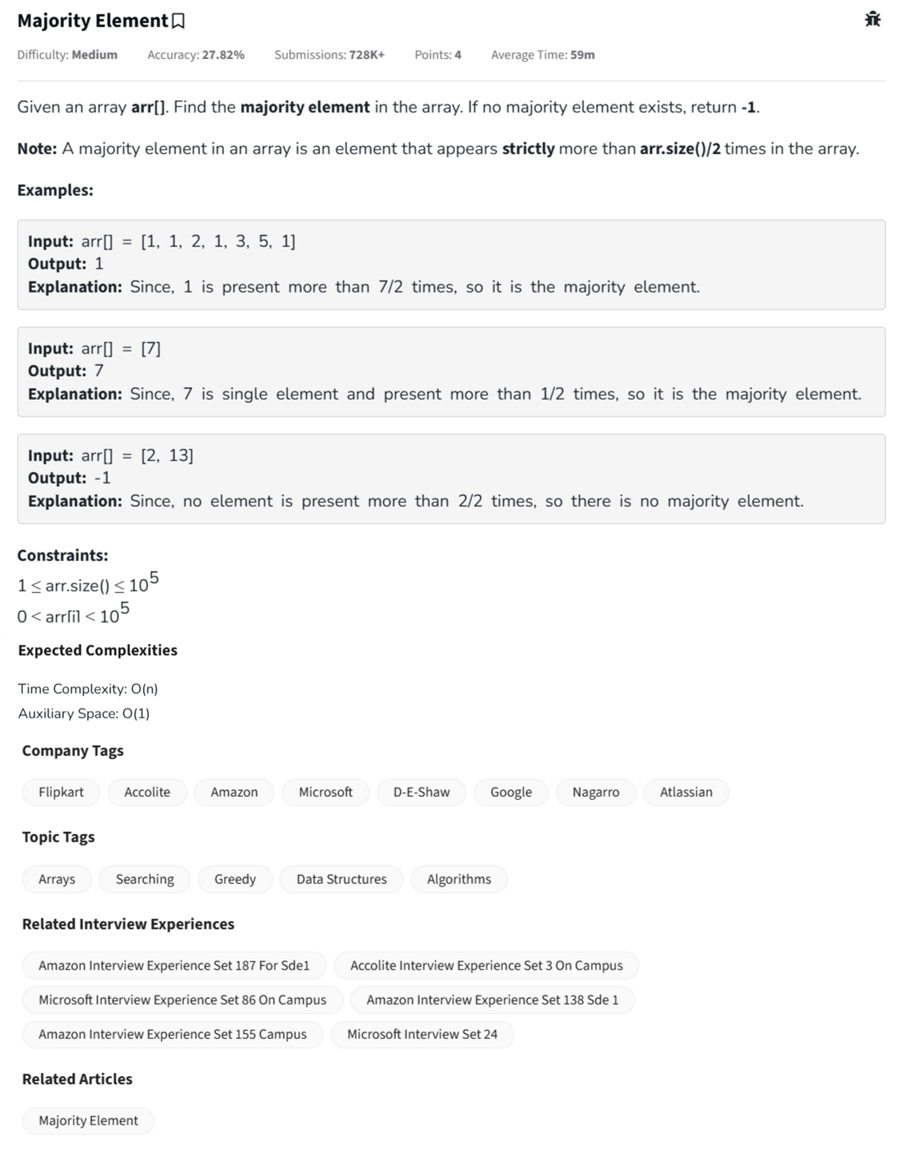 Majority Element
Difficulty: Medium Accuracy: 27.82% Submissions: 728K+ Points: 4 Average Time: 59m
Given an array arr[]. Find the majority element in the array. If no majority element exists, return -1.
Note: A majority element in an array is an element that appears strictly more than arr.size()/2 times in the array.
Examples:
Input: arr[] = [1, 1, 2, 1, 3, 5, 1]
Output: 1
Explanation: Since, 1 is present more than 7/2 times, so it is the majority element.
Input: arr[] = [7]
Output: 7
Explanation: Since, 7 is single element and present more than 1/2 times, so it is the majority element.
Input: arr[] = [2, 13]
Output: -1
Explanation: Since, no element is present more than 2/2 times, so there is no majority element.
Constraints:
1 ≤ arr.size() ≤ 10^5
0 < arr[i] < 10^5
Expected Complexities
Time Complexity: O(n)
Auxiliary Space: O(1)
Company Tags
Flipkart Accolite Amazon Microsoft D-E-Shaw Google Nagarro Atlassian
Topic Tags
Arrays Searching Greedy Data Structures Algorithms
Related Interview Experiences
Amazon Interview Experience Set 187 For Sde1 Accolite Interview Experience Set 3 On Campus
Microsoft Interview Experience Set 86 On Campus Amazon Interview Experience Set 138 Sde 1
Amazon Interview Experience Set 155 Campus Microsoft Interview Set 24
Related Articles
Majority Element